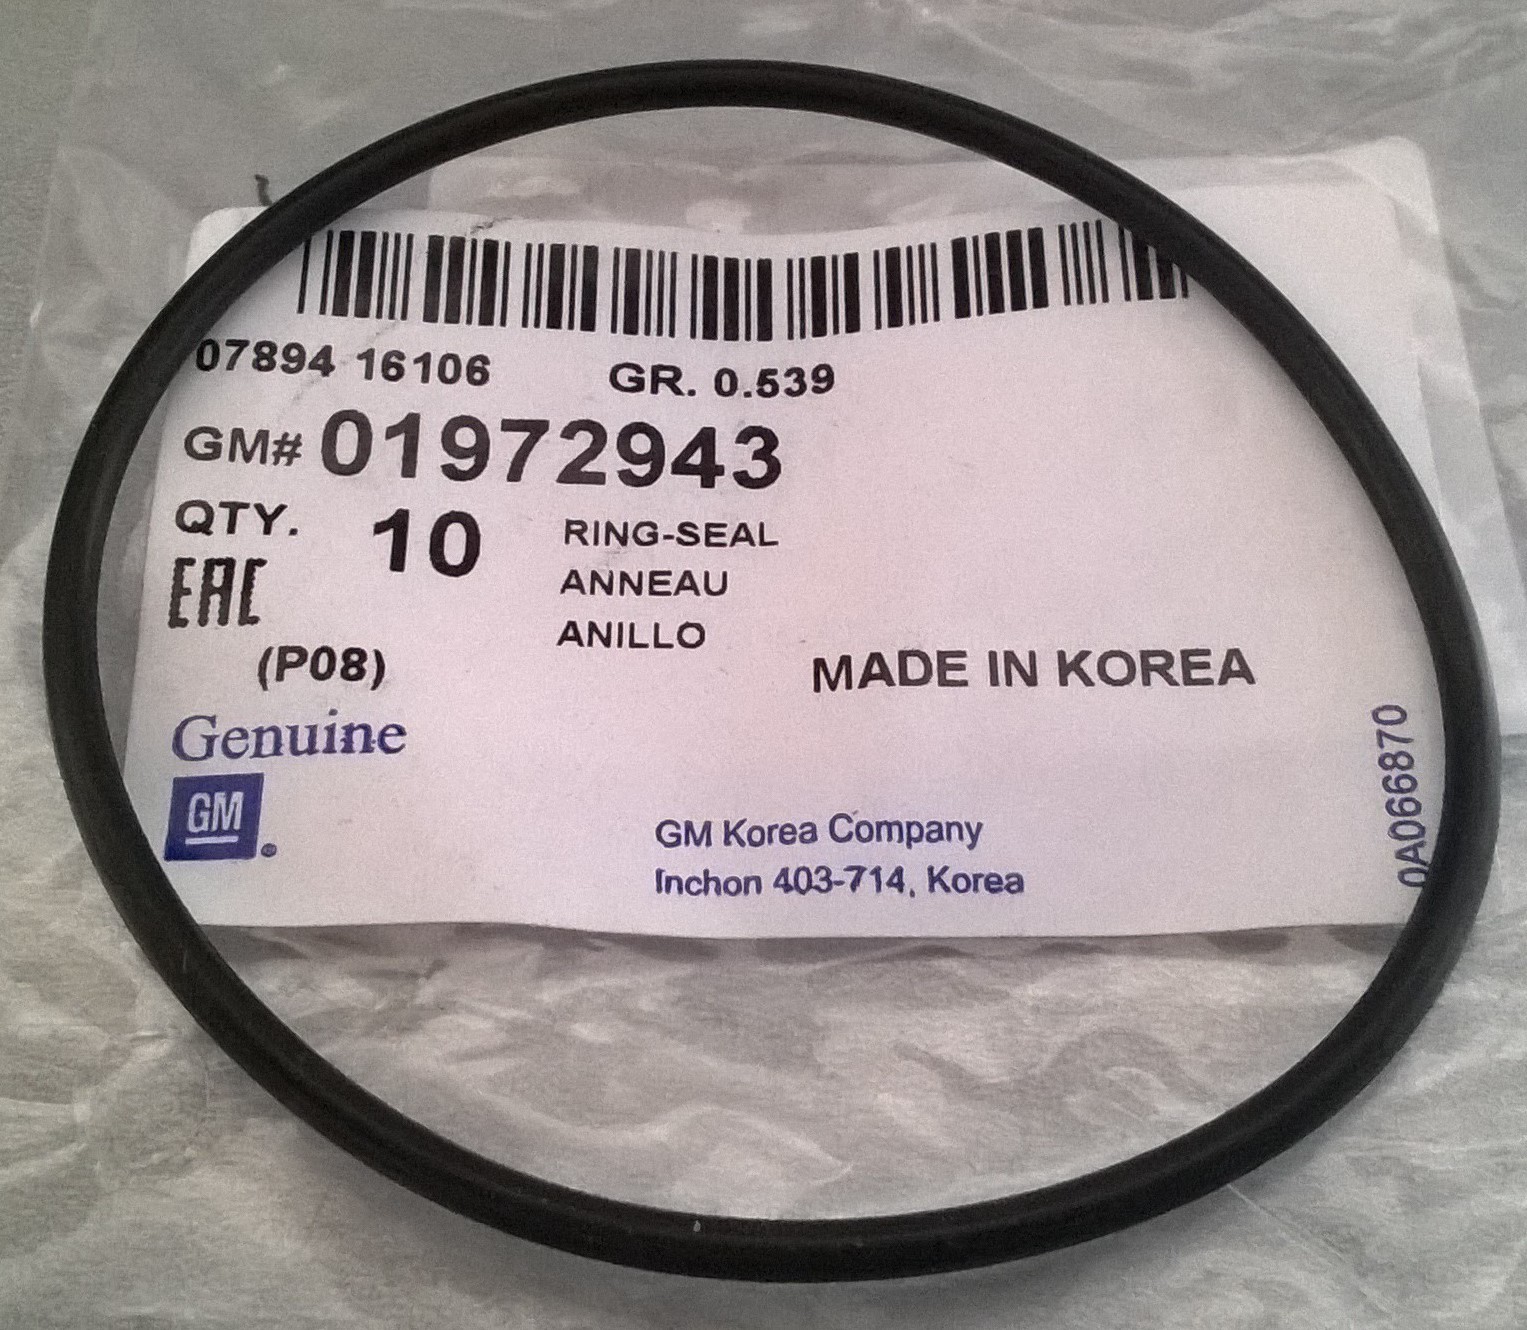 07894 16106 GR. 0.539
GM# 01972943
QTY. 10 RING-SEAL
EAC ANNEAU
ANILLO
(P08) MADE IN KOREA
Genuine
GM
GM Korea Company
Inchon 403-714, Korea
0A066870